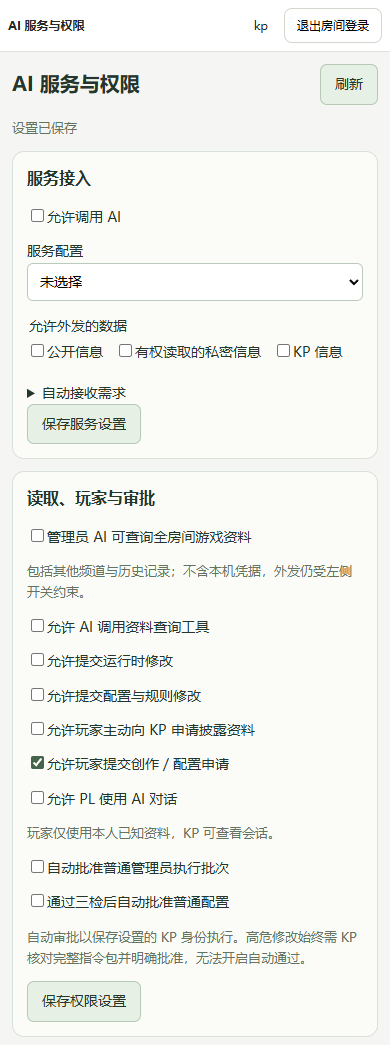 AI 服务与权限
kp
退出房间登录
AI 服务与权限
刷新
设置已保存
服务接入
允许调用 AI
服务配置
未选择
允许外发的数据
公开信息 有权读取的私密信息 KP 信息
自动接收需求
保存服务设置
读取、玩家与审批
管理员 AI 可查询全房间游戏资料
包括其他频道与历史记录；不含本机凭据，外发仍受左侧
开关约束。
允许 AI 调用资料查询工具
允许提交运行时修改
允许提交配置与规则修改
允许玩家主动向 KP 申请披露资料
允许玩家提交创作 / 配置申请
允许 PL 使用 AI 对话
玩家仅使用本人已知资料，KP 可查看会话。
自动批准普通管理员执行批次
通过三检后自动批准普通配置
自动审批以保存设置的 KP 身份执行。高危修改始终需 KP
核对完整指令包并明确批准，无法开启自动通过。
保存权限设置